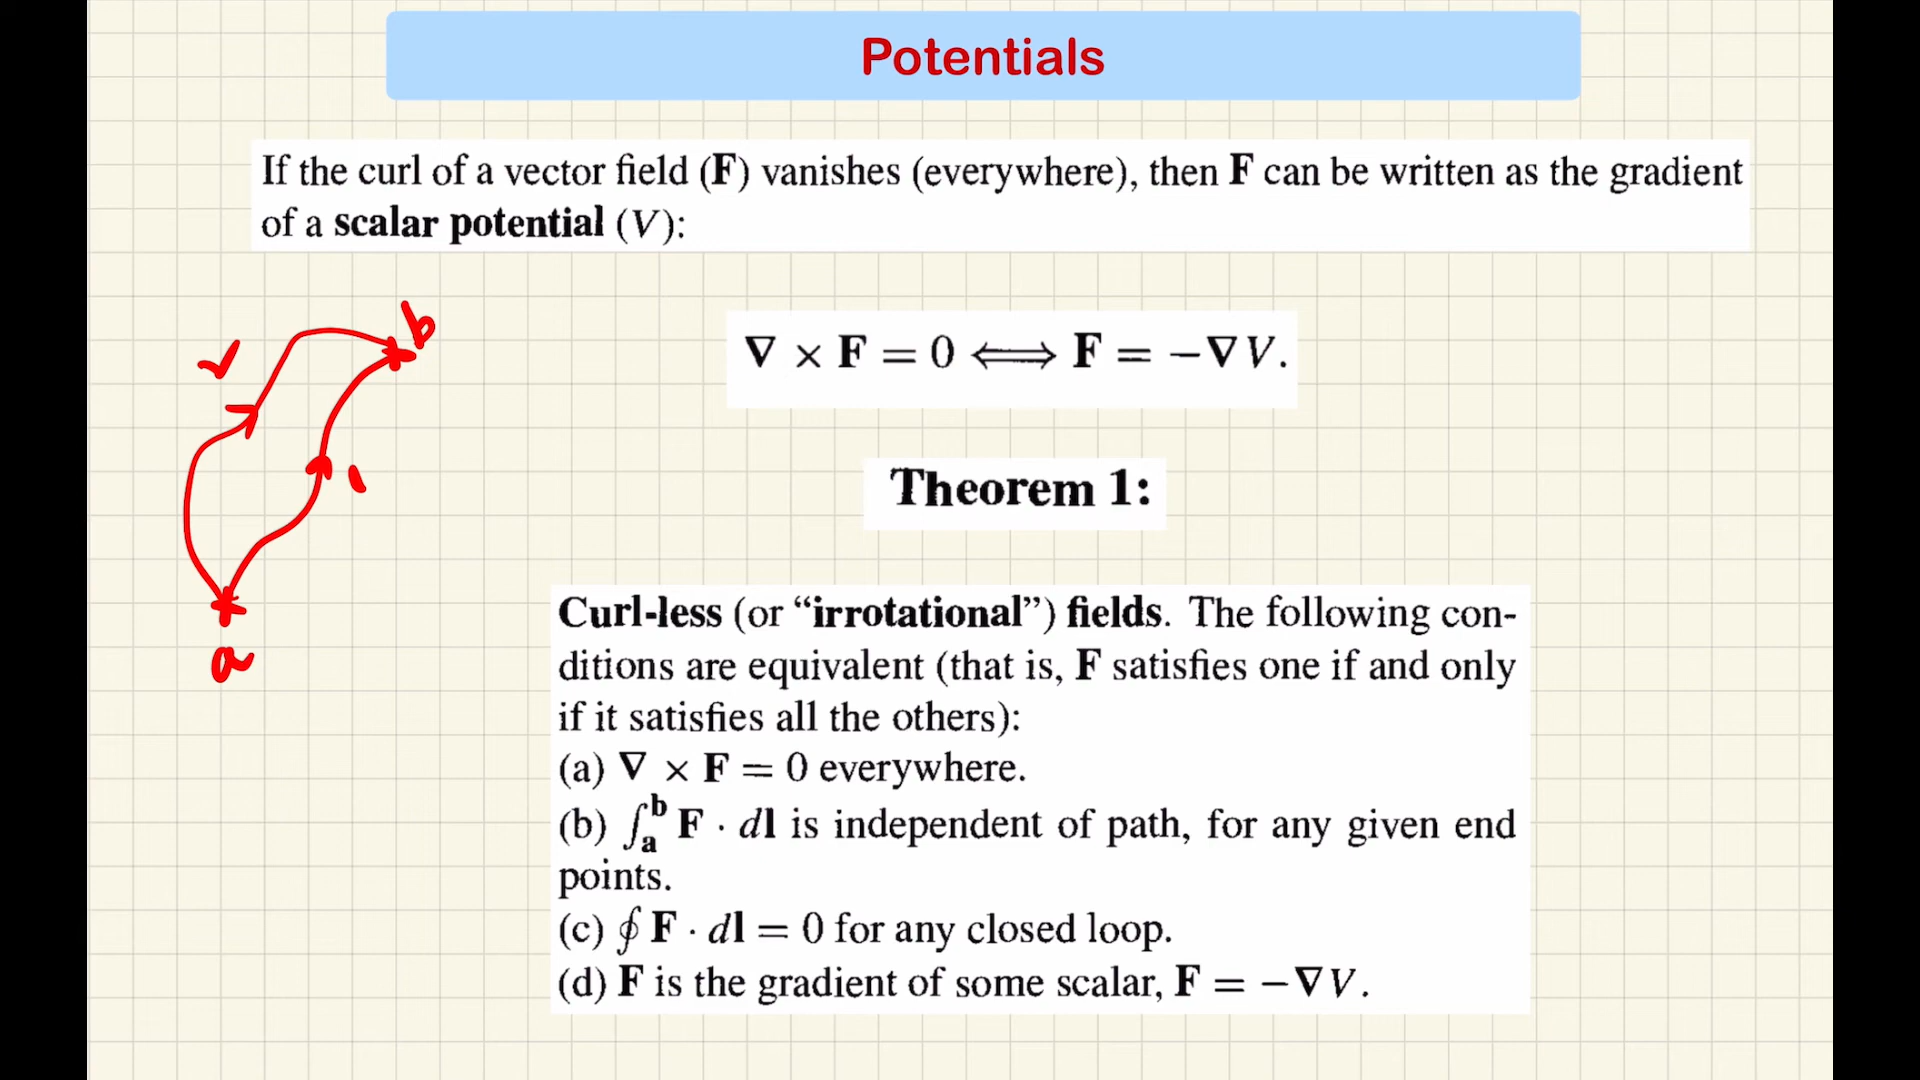 Potentials
If the curl of a vector field (F) vanishes (everywhere), then F can be written as the gradient
of a scalar potential (V):
b
∇ × F = 0 ⟺ F = −∇V.
Theorem 1:
a
Curl-less (or “irrotational”) fields. The following con-
ditions are equivalent (that is, F satisfies one if and only
if it satisfies all the others):
(a) ∇ × F = 0 everywhere.
(b) ∫ₐᵇ F · dl is independent of path, for any given end
points.
(c) ∮ F · dl = 0 for any closed loop.
(d) F is the gradient of some scalar, F = −∇V.